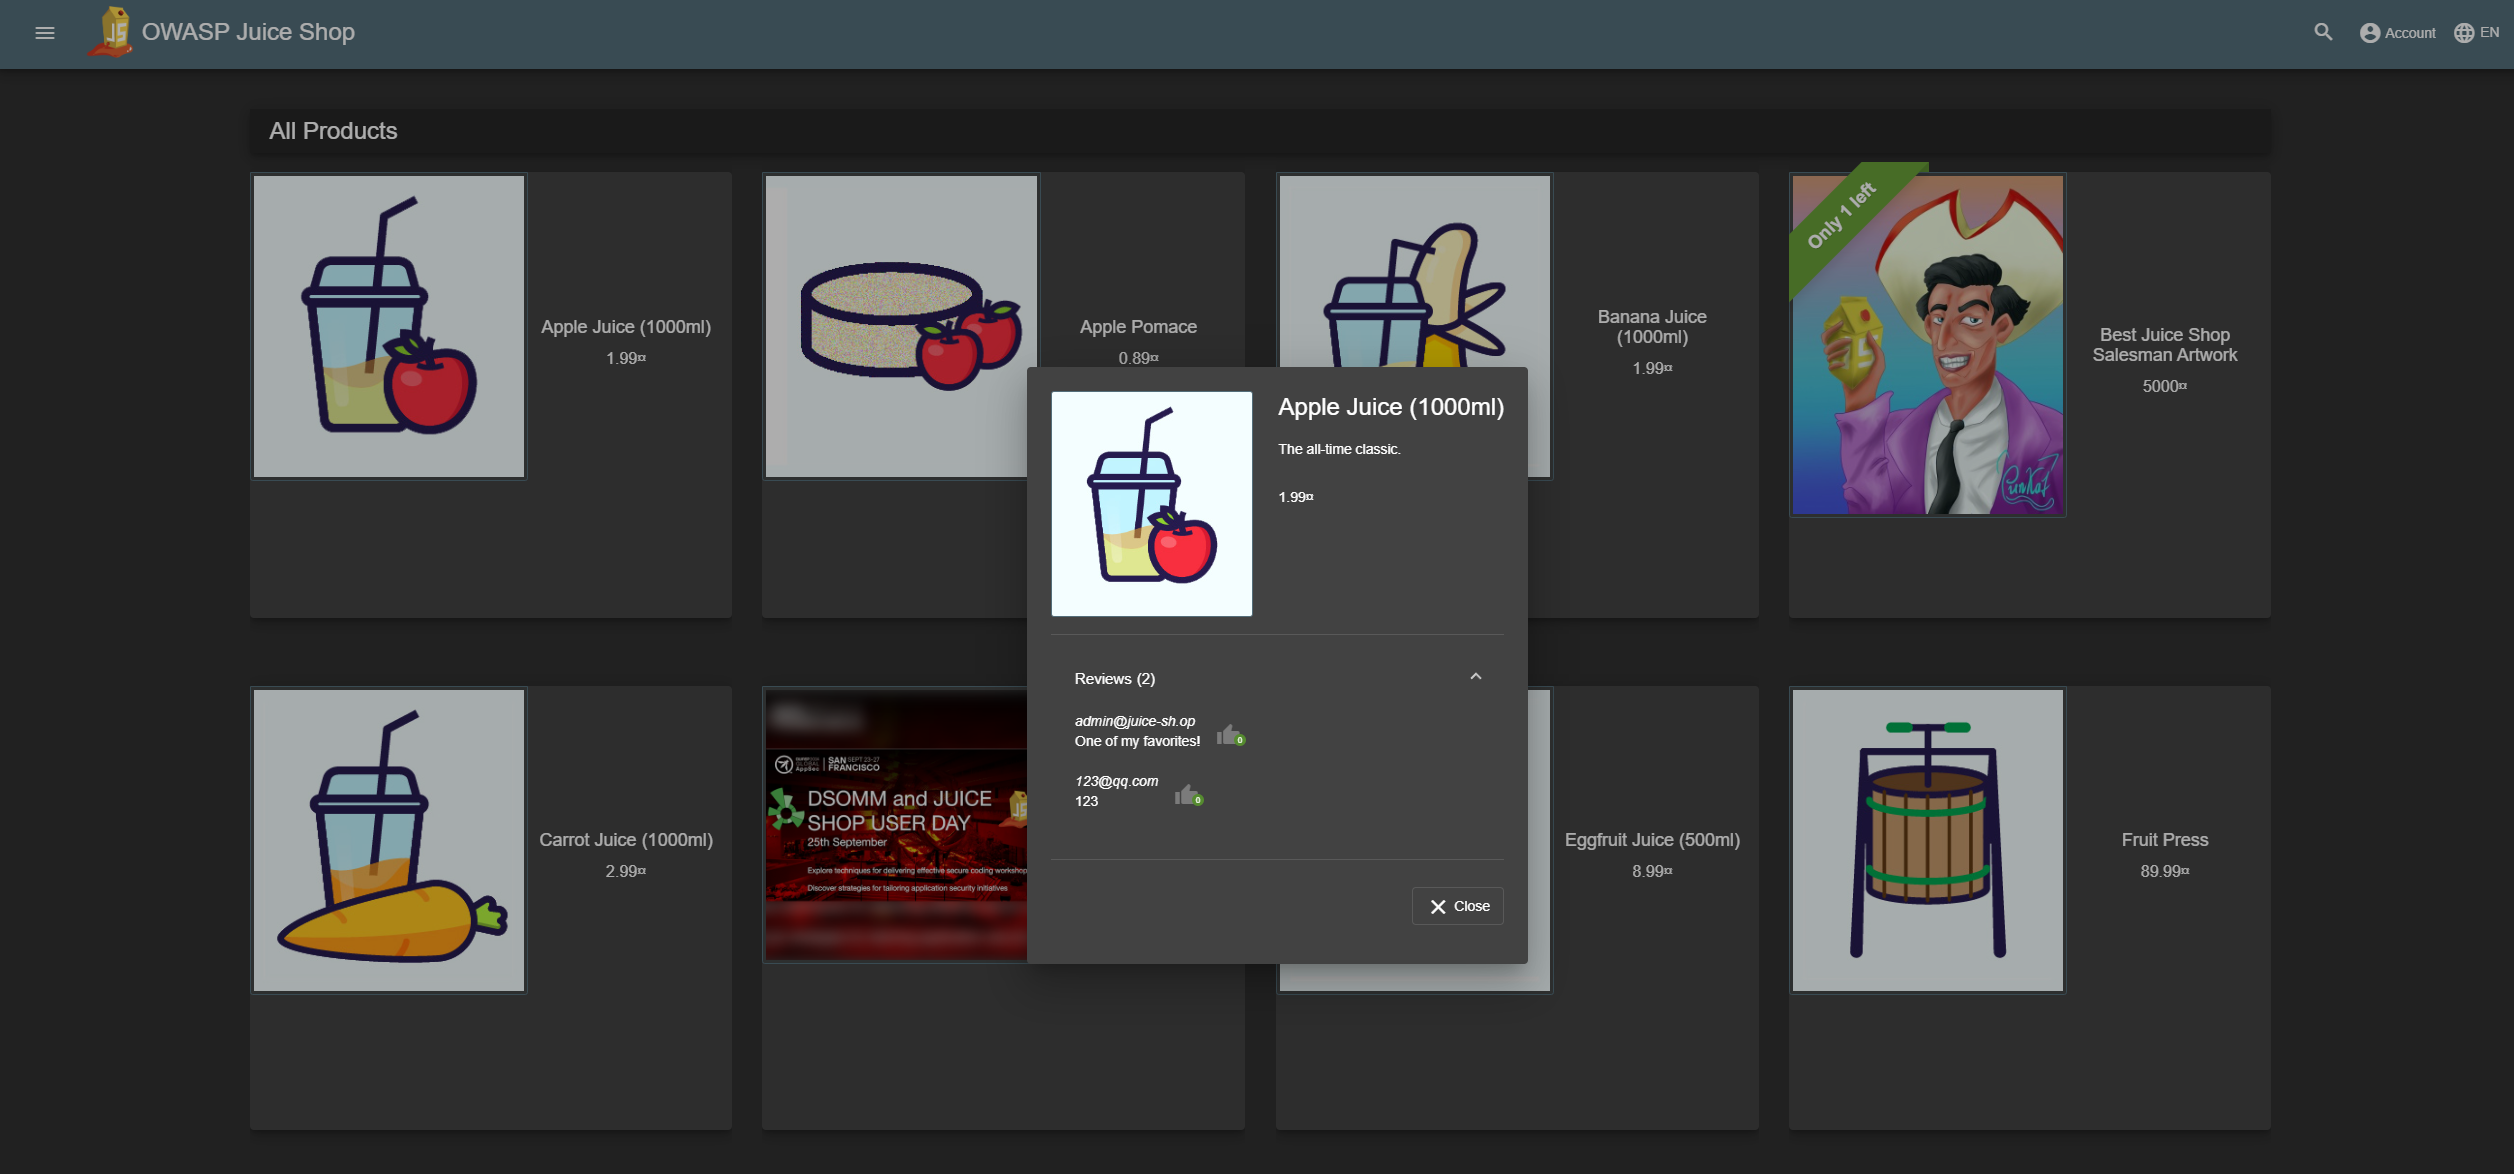 OWASP Juice Shop
Account
EN
All Products
Only 1 left
Apple Juice (1000ml)
1.99¤
Apple Pomace
0.89¤
Banana Juice
(1000ml)
1.99¤
Best Juice Shop
Salesman Artwork
5000¤
Apple Juice (1000ml)
The all-time classic.
1.99¤
Reviews (2)
admin@juice-sh.op
One of my favorites!
0
123@qq.com
123
0
Close
Carrot Juice (1000ml)
2.99¤
SAN SEPT 23-27
FRANCISCO
DSOMM and JUICE
SHOP USER DAY
25th September
Explore techniques for delivering effective secure coding workshop
Discover strategies for tailoring application security initiatives
Eggfruit Juice (500ml)
8.99¤
Fruit Press
89.99¤